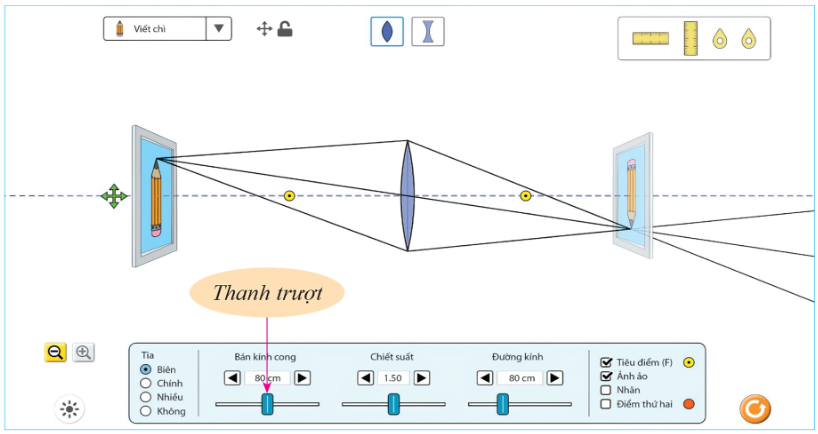 Viết chì
Thanh trượt
Tia
Biên
Chính
Nhiều
Không
Bán kính cong
80 cm
Chiết suất
1.50
Đường kính
80 cm
Tiêu điểm (F)
Ảnh ảo
Nhãn
Điểm thứ hai